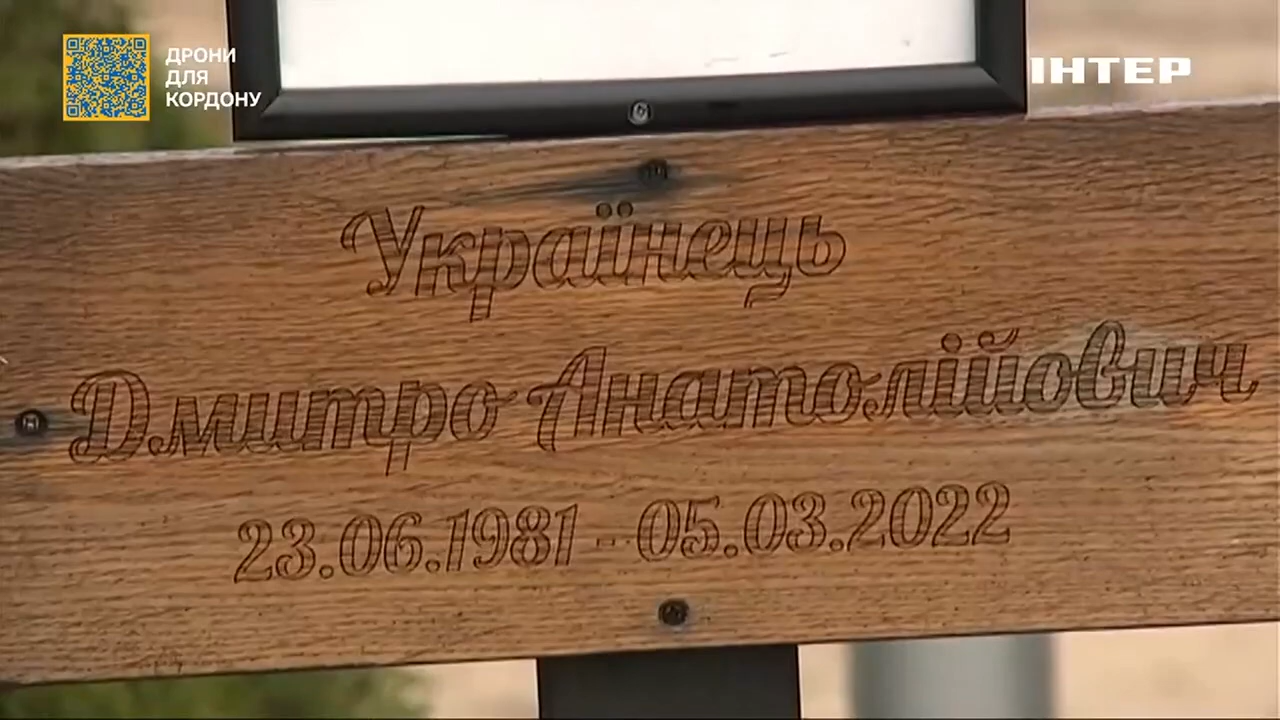 ДРОНИ
ДЛЯ
КОРДОНУ
ІНТЕР
Українець
Дмитро Анатолійович
23.06.1981 - 05.03.2022